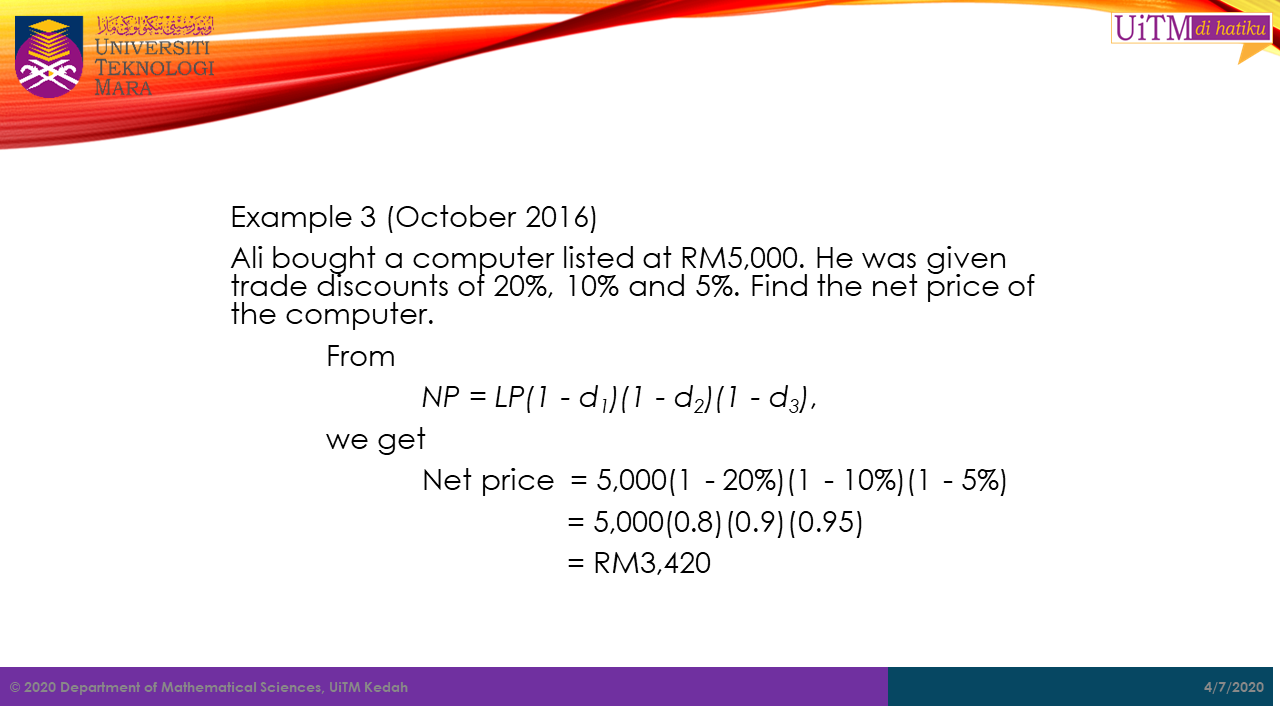 UNIVERSITI
TEKNOLOGI
MARA
UiTM di hatiku
Example 3 (October 2016)
Ali bought a computer listed at RM5,000. He was given
trade discounts of 20%, 10% and 5%. Find the net price of
the computer.
From
NP = LP(1 - d₁)(1 - d₂)(1 - d₃),
we get
Net price = 5,000(1 - 20%)(1 - 10%)(1 - 5%)
= 5,000(0.8)(0.9)(0.95)
= RM3,420
© 2020 Department of Mathematical Sciences, UiTM Kedah
4/7/2020